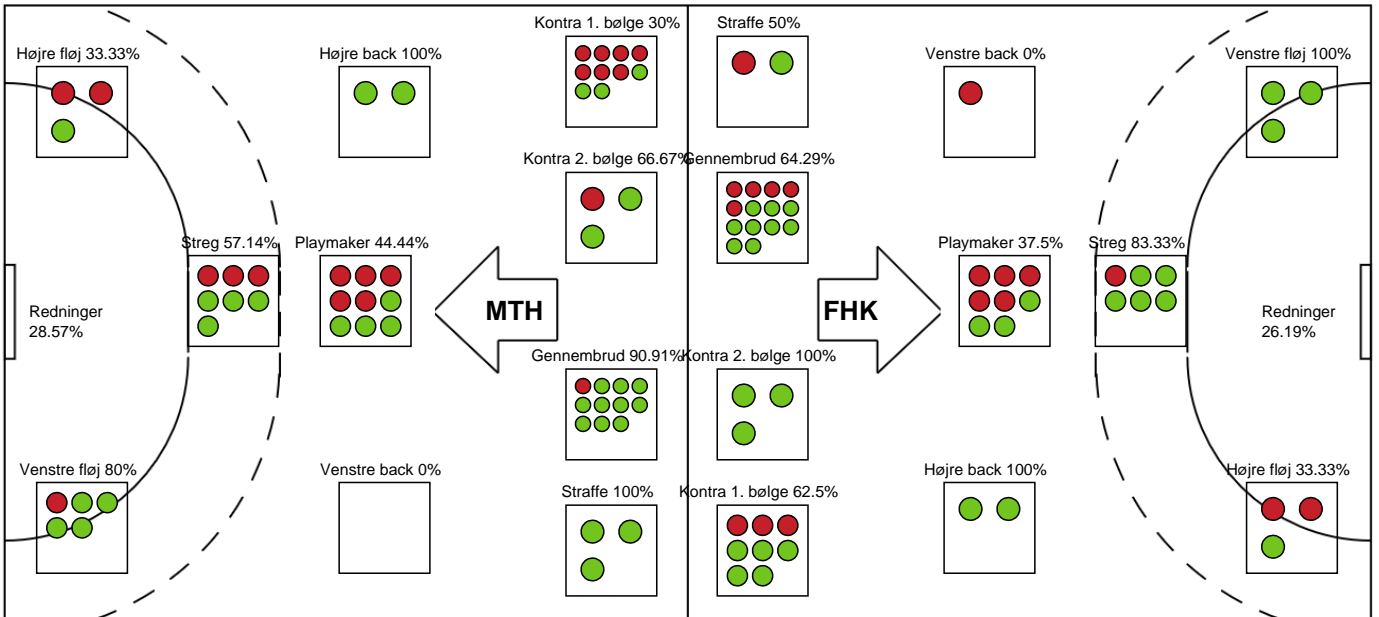 Kontra 1. bølge 30%
Straffe 50%
Højre fløj 33.33%
Højre back 100%
Venstre back 0%
Venstre fløj 100%
Kontra 2. bølge 66.67%
Gennembrud 64.29%
Streg 57.14%
Playmaker 44.44%
Playmaker 37.5%
Streg 83.33%
Redninger
28.57%
MTH
FHK
Redninger
26.19%
Gennembrud 90.91%
Kontra 2. bølge 100%
Venstre fløj 80%
Venstre back 0%
Højre back 100%
Højre fløj 33.33%
Straffe 100%
Kontra 1. bølge 62.5%